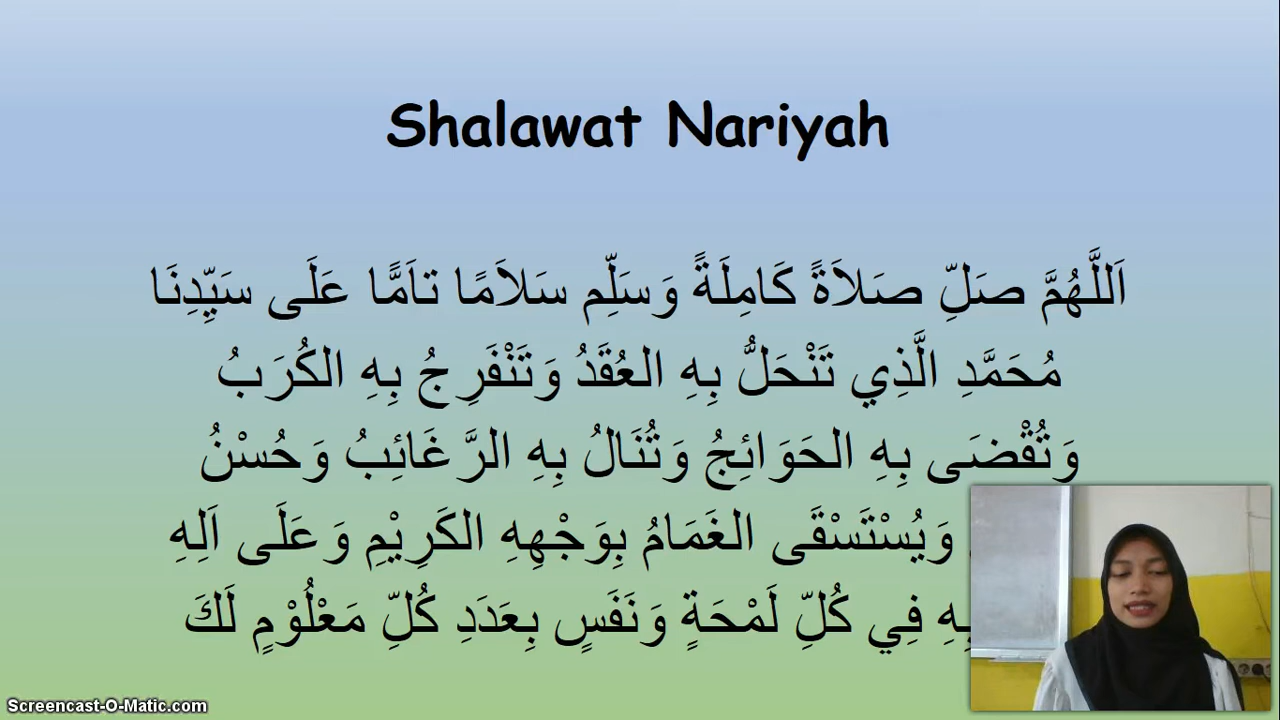 Shalawat Nariyah
اَللَّهُمَّ صَلِّ صَلاَةً كَامِلَةً وَسَلِّم سَلاَمًا تاَمًّا عَلَى سَيِّدِنَا
مُحَمَّدِ الَّذِي تَنْحَلُّ بِهِ العُقَدُ وَتَنْفَرِجُ بِهِ الكُرَبُ
وَتُقْضَى بِهِ الحَوَائِجُ وَتُنَالُ بِهِ الرَّغَائِبُ وَحُسْنُ
وَيُسْتَسْقَى الغَمَامُ بِوَجْهِهِ الكَرِيْمِ وَعَلَى اَلِهِ
فِي كُلِّ لَمْحَةٍ وَنَفَسٍ بِعَدَدِ كُلِّ مَعْلُوْمٍ لَكَ
Screencast-O-Matic.com